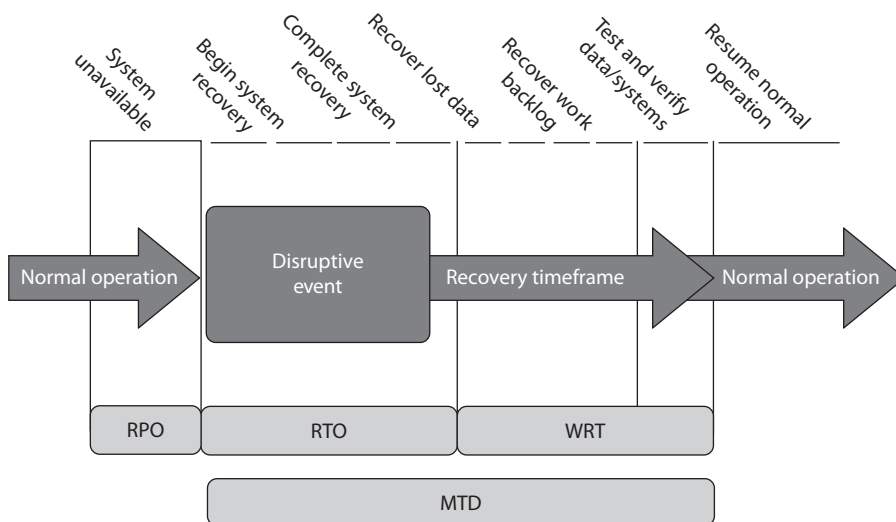 System
unavailable
Begin system
recovery
Complete system
recovery
Recover lost data
Recover work
backlog
Test and verify
data/systems
Resume normal
operation
Normal operation
Disruptive
event
Recovery timeframe
Normal operation
RPO
RTO
WRT
MTD